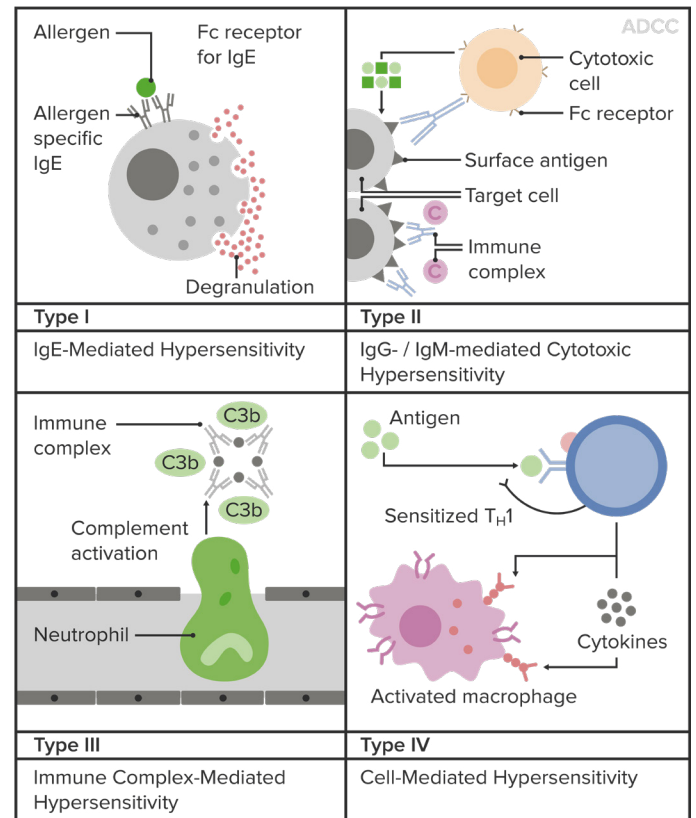 Allergen
Fc receptor
for IgE
Allergen
specific
IgE
Degranulation
Type I
IgE-Mediated Hypersensitivity
ADCC
Cytotoxic
cell
Fc receptor
Surface antigen
Target cell
C
Immune
complex
C
Type II
IgG- / IgM-mediated Cytotoxic
Hypersensitivity
Immune
complex
C3b
C3b
C3b
Complement
activation
Neutrophil
Type III
Immune Complex-Mediated
Hypersensitivity
Antigen
Sensitized TH1
Cytokines
Activated macrophage
Type IV
Cell-Mediated Hypersensitivity